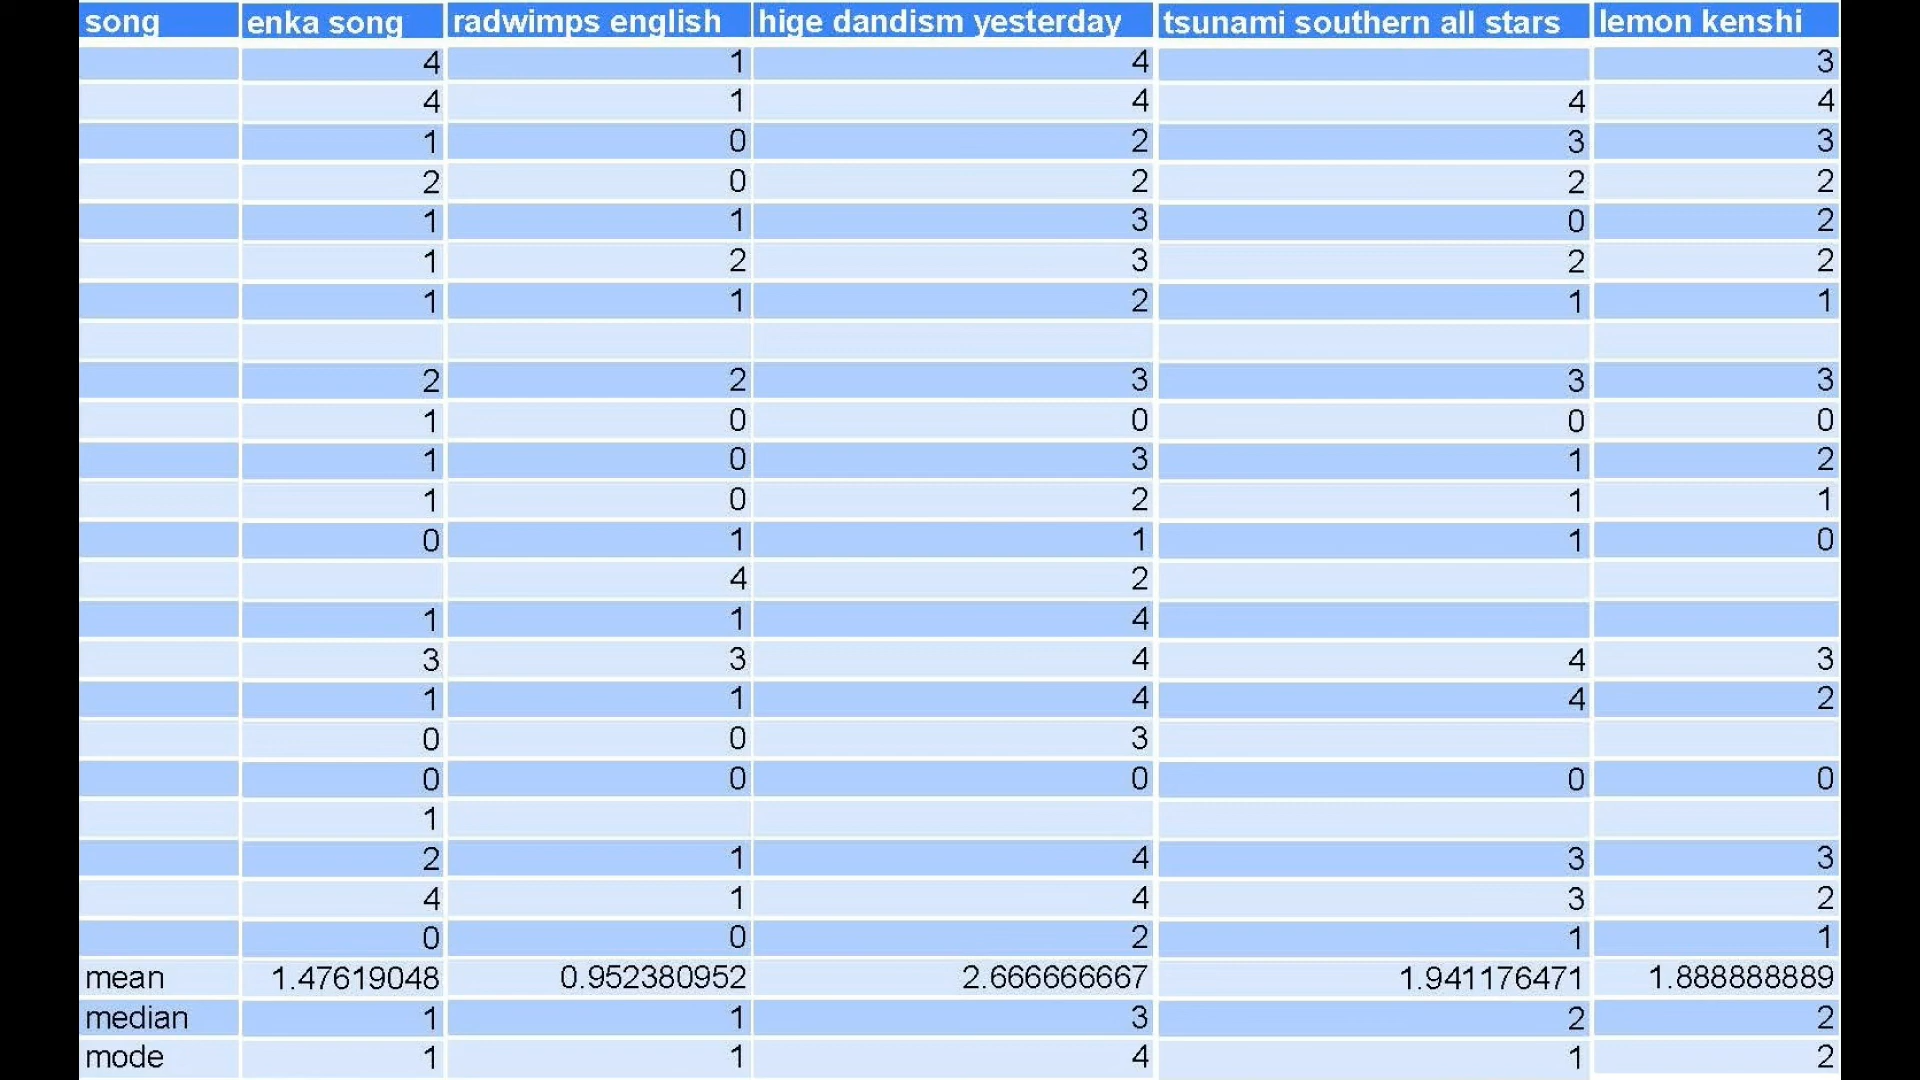 song enka song radwimps english hige dandism yesterday tsunami southern all stars lemon kenshi
4 1 4 3
4 1 4 4 4
1 0 2 3 3
2 0 2 2 2
1 1 3 0 2
1 2 3 2 2
1 1 2 1 1
2 2 3 3 3
1 0 0 0 0
1 0 3 1 2
1 0 2 1 1
0 1 1 1 0
4 2
1 1 4
3 3 4 4 3
1 1 4 4 2
0 0 3
0 0 0 0 0
1
2 1 4 3 3
4 1 4 3 2
0 0 2 1 1
mean 1.47619048 0.952380952 2.666666667 1.941176471 1.888888889
median 1 1 3 2 2
mode 1 1 4 1 2